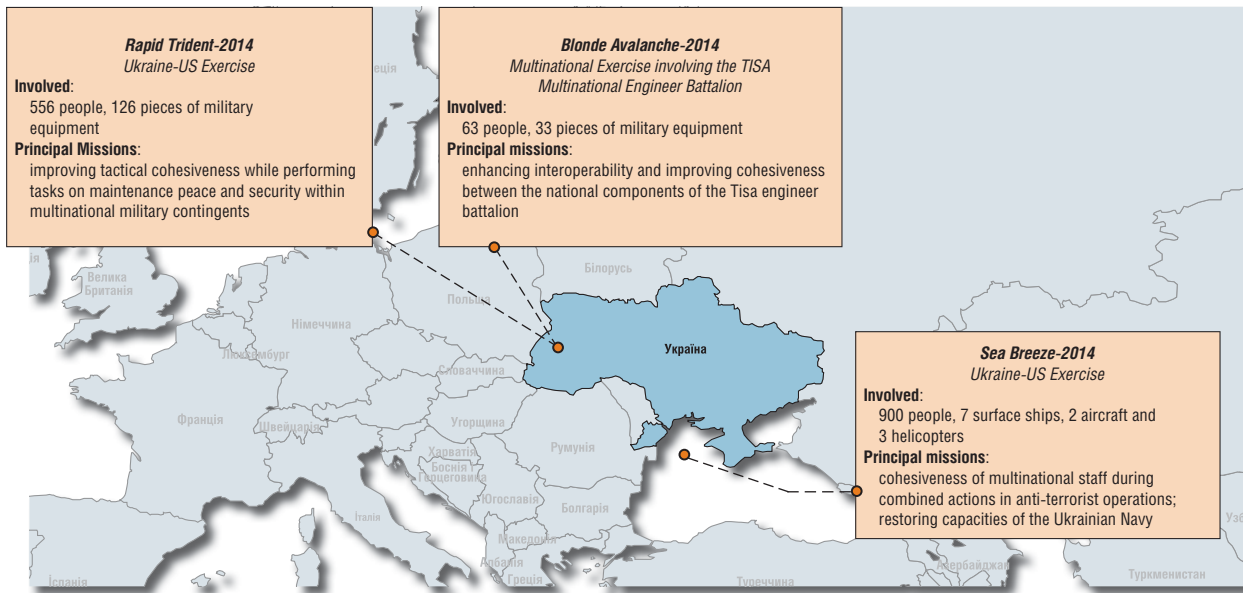 Rapid Trident-2014
Ukraine-US Exercise
Involved:
556 people, 126 pieces of military
equipment
Principal Missions:
improving tactical cohesiveness while performing
tasks on maintenance peace and security within
multinational military contingents
Blonde Avalanche-2014
Multinational Exercise involving the TISA
Multinational Engineer Battalion
Involved:
63 people, 33 pieces of military equipment
Principal missions:
enhancing interoperability and improving cohesiveness
between the national components of the Tisa engineer
battalion
Sea Breeze-2014
Ukraine-US Exercise
Involved:
900 people, 7 surface ships, 2 aircraft and
3 helicopters
Principal missions:
cohesiveness of multinational staff during
combined actions in anti-terrorist operations;
restoring capacities of the Ukrainian Navy
Білорусь
Велика
Британія
Польща
Німеччина
Україна
Люксембург
Словаччина
Франція
Швейцарія
Угорщина
Румунія
Хорватія
Боснія і
Герцеговина
Югославія
Італія
Болгарія
Македонія
Албанія
Греція
Іспанія
Туреччина
Азербайджан
Туркменистан